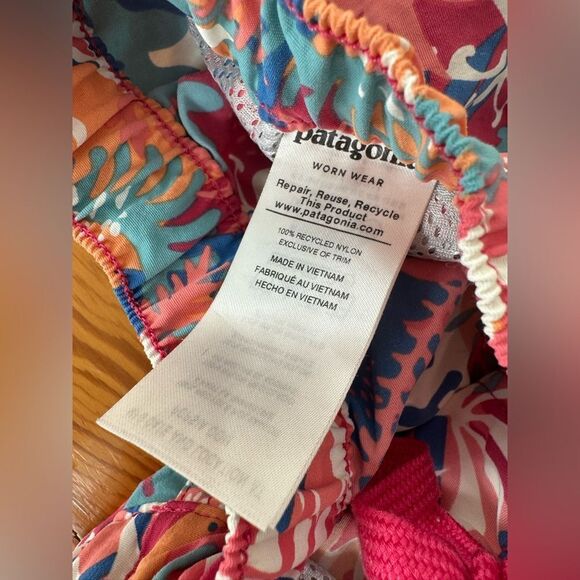 patagonia
WORN WEAR
Repair, Reuse, Recycle
This Product
www.patagonia.com
100% RECYCLED NYLON
EXCLUSIVE OF TRIM
MADE IN VIETNAM
FABRIQUÉ AU VIETNAM
HECHO EN VIETNAM